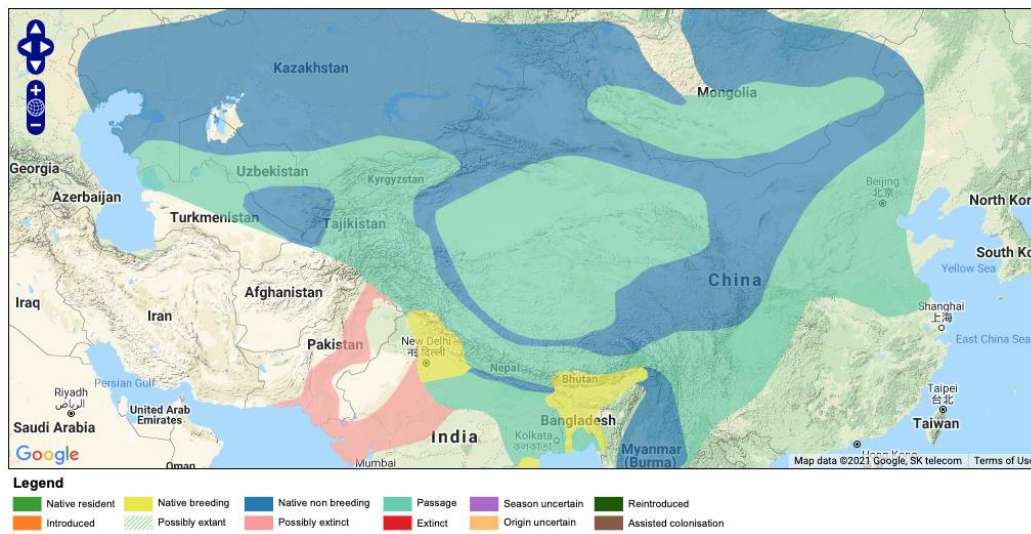 Kazakhstan
Mongolia
Georgia
Uzbekistan
Kyrgyzstan
Beijing
北京
Azerbaijan
North Kor
Turkmenistan
Tajikistan
South Ko
China
Yellow Sea
Afghanistan
Iraq
Iran
Shanghai
上海
Pakistan
New Delhi
नई दिल्ली
East China Sea
Nepal
Persian Gulf
Bhutan
Riyadh
الرياض
United Arab
Emirates
Bangladesh
Taipei
台北
Saudi Arabia
India
Kolkata
কলকাতা
Taiwan
Myanmar
(Burma)
Google
Oman
Mumbai
Hong Kong
Map data ©2021 Google, SK telecom
Terms of Use
Legend
Native resident Native breeding Native non breeding Passage Season uncertain Reintroduced
Introduced Possibly extant Possibly extinct Extinct Origin uncertain Assisted colonisation